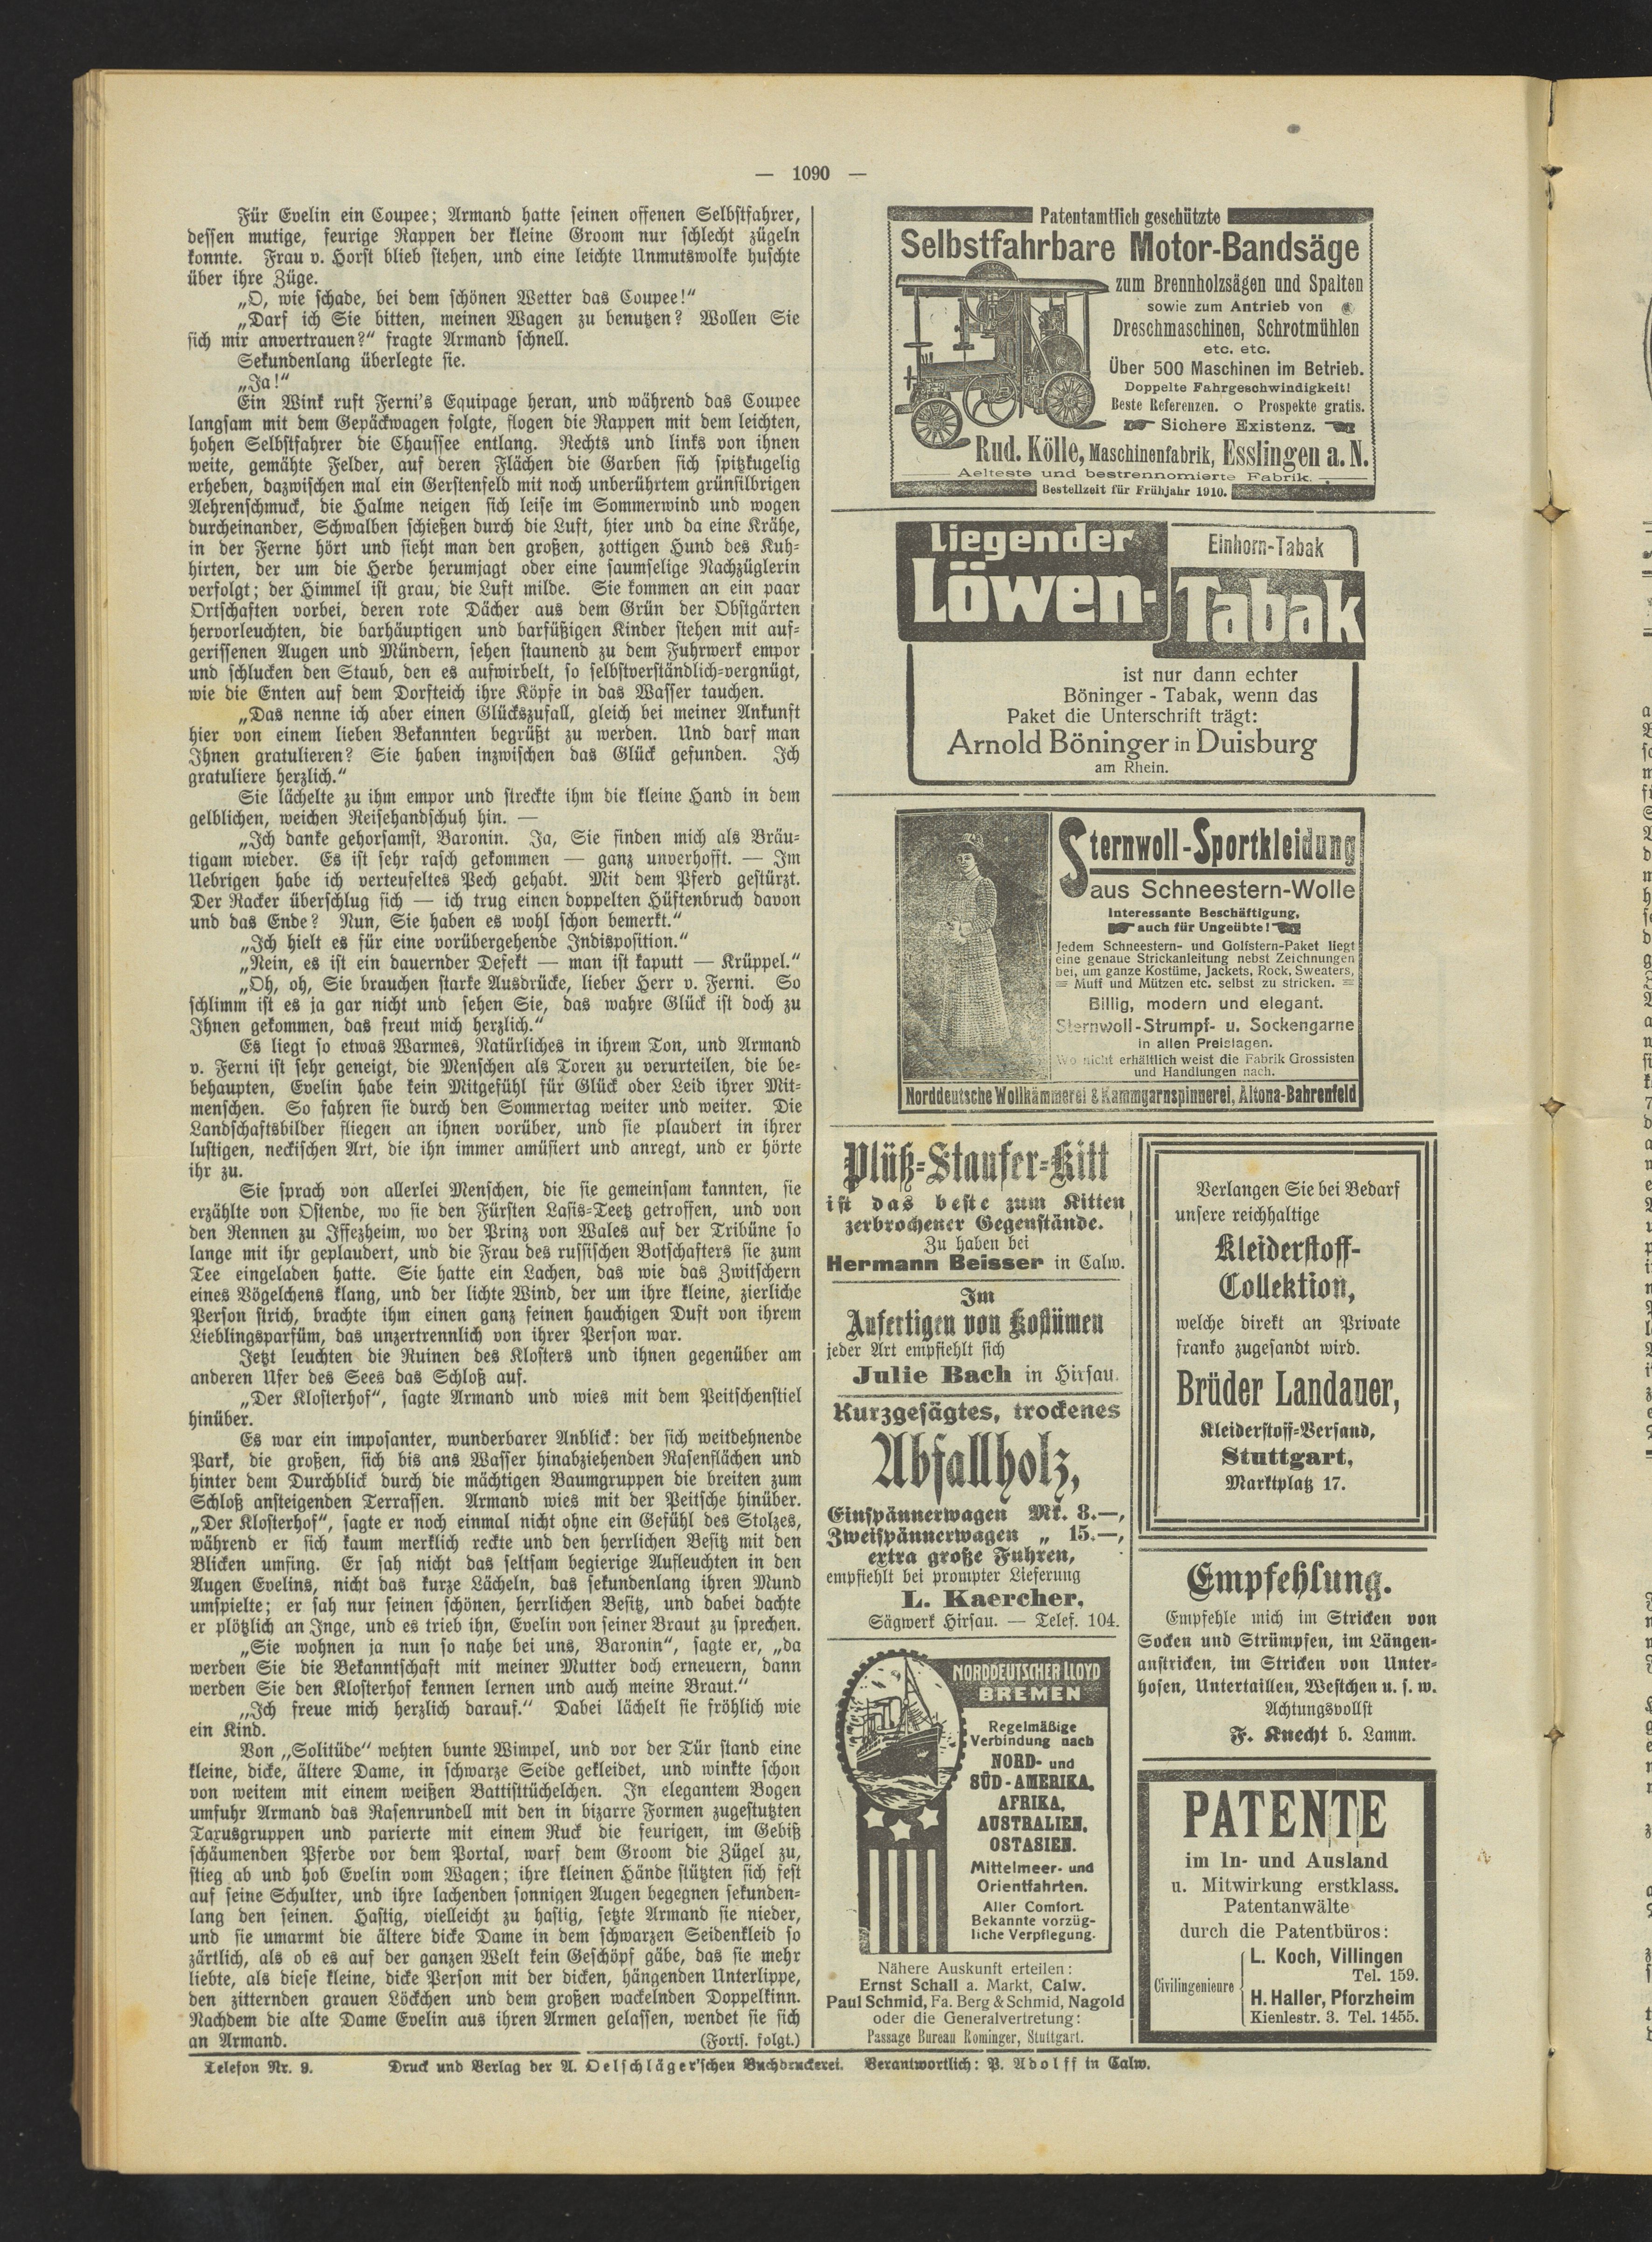 — 1090 —
Für Evelin ein Coupee; Armand hatte seinen offenen Selbstfahrer,
dessen mutige, feurige Rappen der kleine Groom nur schlecht zügeln
konnte. Frau v. Horst blieb stehen, und eine leichte Unmutswolke huschte
über ihre Züge.
„O, wie schade, bei dem schönen Wetter das Coupee!“
„Darf ich Sie bitten, meinen Wagen zu benutzen? Wollen Sie
sich mir anvertrauen?“ fragte Armand schnell.
Sekundenlang überlegte sie.
„Ja!“
Ein Wink ruft Ferni's Equipage heran, und während das Coupee
langsam mit dem Gepäckwagen folgte, flogen die Rappen mit dem leichten,
hohen Selbstfahrer die Chaussee entlang. Rechts und links von ihnen
weite, gemähte Felder, auf deren Flächen die Garben sich spitzkugelig
erheben, dazwischen mal ein Gerstenfeld mit noch unberührtem grünsilbrigen
Aehrenschmuck, die Halme neigen sich leise im Sommerwind und wogen
durcheinander, Schwalben schießen durch die Luft, hier und da eine Krähe,
in der Ferne hört und sieht man den großen, zottigen Hund des Kuh-
hirten, der um die Herde herumjagt oder eine saumselige Nachzüglerin
verfolgt; der Himmel ist grau, die Luft milde. Sie kommen an ein paar
Ortschaften vorbei, deren rote Dächer aus dem Grün der Obstgärten
hervorleuchten, die barhäuptigen und barfüßigen Kinder stehen mit auf-
gerissenen Augen und Mündern, sehen staunend zu dem Fuhrwerk empor
und schlucken den Staub, den es aufwirbelt, so selbstverständlich-vergnügt,
wie die Enten auf dem Dorfteich ihre Köpfe in das Wasser tauchen.
„Das nenne ich aber einen Glückszufall, gleich bei meiner Ankunft
hier von einem lieben Bekannten begrüßt zu werden. Und darf man
Ihnen gratulieren? Sie haben inzwischen das Glück gefunden. Ich
gratuliere herzlich.“
Sie lächelte zu ihm empor und streckte ihm die kleine Hand in dem
gelblichen, weichen Reisehandschuh hin. —
„Ich danke gehorsamst, Baronin. Ja, Sie finden mich als Bräu-
tigam wieder. Es ist sehr rasch gekommen — ganz unverhofft. — Im
Uebrigen habe ich verteufeltes Pech gehabt. Mit dem Pferd gestürzt.
Der Racker überschlug sich — ich trug einen doppelten Hüftenbruch davon
und das Ende? Nun, Sie haben es wohl schon bemerkt.“
„Ich hielt es für eine vorübergehende Indisposition.“
„Nein, es ist ein dauernder Defekt — man ist kaputt — Krüppel.“
„Oh, oh, Sie brauchen starke Ausdrücke, lieber Herr v. Ferni. So
schlimm ist es ja gar nicht und sehen Sie, das wahre Glück ist doch zu
Ihnen gekommen, das freut mich herzlich.“
Es liegt so etwas Warmes, Natürliches in ihrem Ton, und Armand
v. Ferni ist sehr geneigt, die Menschen als Toren zu verurteilen, die be-
behaupten, Evelin habe kein Mitgefühl für Glück oder Leid ihrer Mit-
menschen. So fahren sie durch den Sommertag weiter und weiter. Die
Landschaftsbilder fliegen an ihnen vorüber, und sie plaudert in ihrer
lustigen, neckischen Art, die ihn immer amüsiert und anregt, und er hörte
ihr zu.
Sie sprach von allerlei Menschen, die sie gemeinsam kannten, sie
erzählte von Ostende, wo sie den Fürsten Lasis-Teetz getroffen, und von
den Rennen zu Iffezheim, wo der Prinz von Wales auf der Tribüne so
lange mit ihr geplaudert, und die Frau des russischen Botschafters sie zum
Tee eingeladen hatte. Sie hatte ein Lachen, das wie das Zwitschern
eines Vögelchens klang, und der lichte Wind, der um ihre kleine, zierliche
Person strich, brachte ihm einen ganz feinen hauchigen Duft von ihrem
Lieblingsparfüm, das unzertrennlich von ihrer Person war.
Jetzt leuchten die Ruinen des Klosters und ihnen gegenüber am
anderen Ufer des Sees das Schloß auf.
„Der Klosterhof“, sagte Armand und wies mit dem Peitschenstiel
hinüber.
Es war ein imposanter, wunderbarer Anblick: der sich weitdehnende
Park, die großen, sich bis ans Wasser hinabziehenden Rasenflächen und
hinter dem Durchblick durch die mächtigen Baumgruppen die breiten zum
Schloß ansteigenden Terrassen. Armand wies mit der Peitsche hinüber.
„Der Klosterhof“, sagte er noch einmal nicht ohne ein Gefühl des Stolzes,
während er sich kaum merklich reckte und den herrlichen Besitz mit den
Blicken umfing. Er sah nicht das seltsam begierige Aufleuchten in den
Augen Evelins, nicht das kurze Lächeln, das sekundenlang ihren Mund
umspielte; er sah nur seinen schönen, herrlichen Besitz, und dabei dachte
er plötzlich an Inge, und es trieb ihn, Evelin von seiner Braut zu sprechen.
„Sie wohnen ja nun so nahe bei uns, Baronin“, sagte er, „da
werden Sie die Bekanntschaft mit meiner Mutter doch erneuern, dann
werden Sie den Klosterhof kennen lernen und auch meine Braut.“
„Ich freue mich herzlich darauf.“ Dabei lächelt sie fröhlich wie
ein Kind.
Von „Solitüde“ wehten bunte Wimpel, und vor der Tür stand eine
kleine, dicke, ältere Dame, in schwarze Seide gekleidet, und winkte schon
von weitem mit einem weißen Battisttüchelchen. In elegantem Bogen
umfuhr Armand das Rasenrundell mit den in bizarre Formen zugestutzten
Taxusgruppen und parierte mit einem Ruck die feurigen, im Gebiß
schäumenden Pferde vor dem Portal, warf dem Groom die Zügel zu,
stieg ab und hob Evelin vom Wagen; ihre kleinen Hände stützten sich fest
auf seine Schulter, und ihre lachenden sonnigen Augen begegnen sekunden-
lang den seinen. Hastig, vielleicht zu hastig, setzte Armand sie nieder,
und sie umarmt die ältere dicke Dame in dem schwarzen Seidenkleid so
zärtlich, als ob es auf der ganzen Welt kein Geschöpf gäbe, das sie mehr
liebte, als diese kleine, dicke Person mit der dicken, hängenden Unterlippe,
den zitternden grauen Löckchen und dem großen wackelnden Doppelkinn.
Nachdem die alte Dame Evelin aus ihren Armen gelassen, wendet sie sich
an Armand. (Forts. folgt.)
Patentamtlich geschützte
Selbstfahrbare Motor-Bandsäge
zum Brennholzsägen und Spalten
sowie zum Antrieb von
Dreschmaschinen, Schrotmühlen
etc. etc.
Über 500 Maschinen im Betrieb.
Doppelte Fahrgeschwindigkeit!
Beste Referenzen. o Prospekte gratis.
Sichere Existenz.
Rud. Kölle, Maschinenfabrik, Esslingen a. N.
Aelteste und bestrennomierte Fabrik.
Bestellzeit für Frühjahr 1910.
Liegender
Einhorn-Tabak
Löwen-
Tabak
ist nur dann echter
Böninger - Tabak, wenn das
Paket die Unterschrift trägt:
Arnold Böninger in Duisburg
am Rhein.
Sternwoll-Sportkleidung
aus Schneestern-Wolle
Interessante Beschäftigung,
auch für Ungeübte!
Jedem Schneestern- und Golfstern-Paket liegt
eine genaue Strickanleitung nebst Zeichnungen
bei, um ganze Kostüme, Jackets, Rock, Sweaters,
Muff und Mützen etc. selbst zu stricken.
Billig, modern und elegant.
Sternwoll-Strumpf- u. Sockengarne
in allen Preislagen.
Wo nicht erhältlich weist die Fabrik Grossisten
und Handlungen nach.
Norddeutsche Wollkämmerei & Kammgarnspinnerei, Altona-Bahrenfeld
Plüß-Staufer-Kitt
ist das beste zum Kitten
zerbrochener Gegenstände.
Zu haben bei
Hermann Beisser in Calw.
Im
Anfertigen von Kostümen
jeder Art empfiehlt sich
Julie Bach in Hirsau.
Kurzgesägtes, trockenes
Abfallholz,
Einspännerwagen Mk. 8.—,
Zweispännerwagen „ 15.—,
extra große Fuhren,
empfiehlt bei prompter Lieferung
L. Kaercher,
Sägwerk Hirsau. — Telef. 104.
NORDDEUTSCHER LLOYD
BREMEN
Regelmäßige
Verbindung nach
NORD- und
SÜD-AMERIKA,
AFRIKA,
AUSTRALIEN,
OSTASIEN.
Mittelmeer- und
Orientfahrten.
Aller Comfort.
Bekannte vorzüg-
liche Verpflegung.
Nähere Auskunft erteilen:
Ernst Schall a. Markt, Calw.
Paul Schmid, Fa. Berg & Schmid, Nagold
oder die Generalvertretung:
Passage Bureau Rominger, Stuttgart.
Verlangen Sie bei Bedarf
unsere reichhaltige
Kleiderstoff-
Collektion,
welche direkt an Private
franko zugesandt wird.
Brüder Landauer,
Kleiderstoff-Versand,
Stuttgart,
Marktplatz 17.
Empfehlung.
Empfehle mich im Stricken von
Socken und Strümpfen, im Längen-
anstricken, im Stricken von Unter-
hosen, Untertaillen, Westchen u. s. w.
Achtungsvollst
F. Knecht b. Lamm.
PATENTE
im In- und Ausland
u. Mitwirkung erstklass.
Patentanwälte
durch die Patentbüros:
Civilingenieure
L. Koch, Villingen
Tel. 159.
H. Haller, Pforzheim
Kienlestr. 3. Tel. 1455.
Telefon Nr. 9. Druck und Verlag der A. Oelschläger'schen Buchdruckerei. Verantwortlich: P. Adolff in Calw.